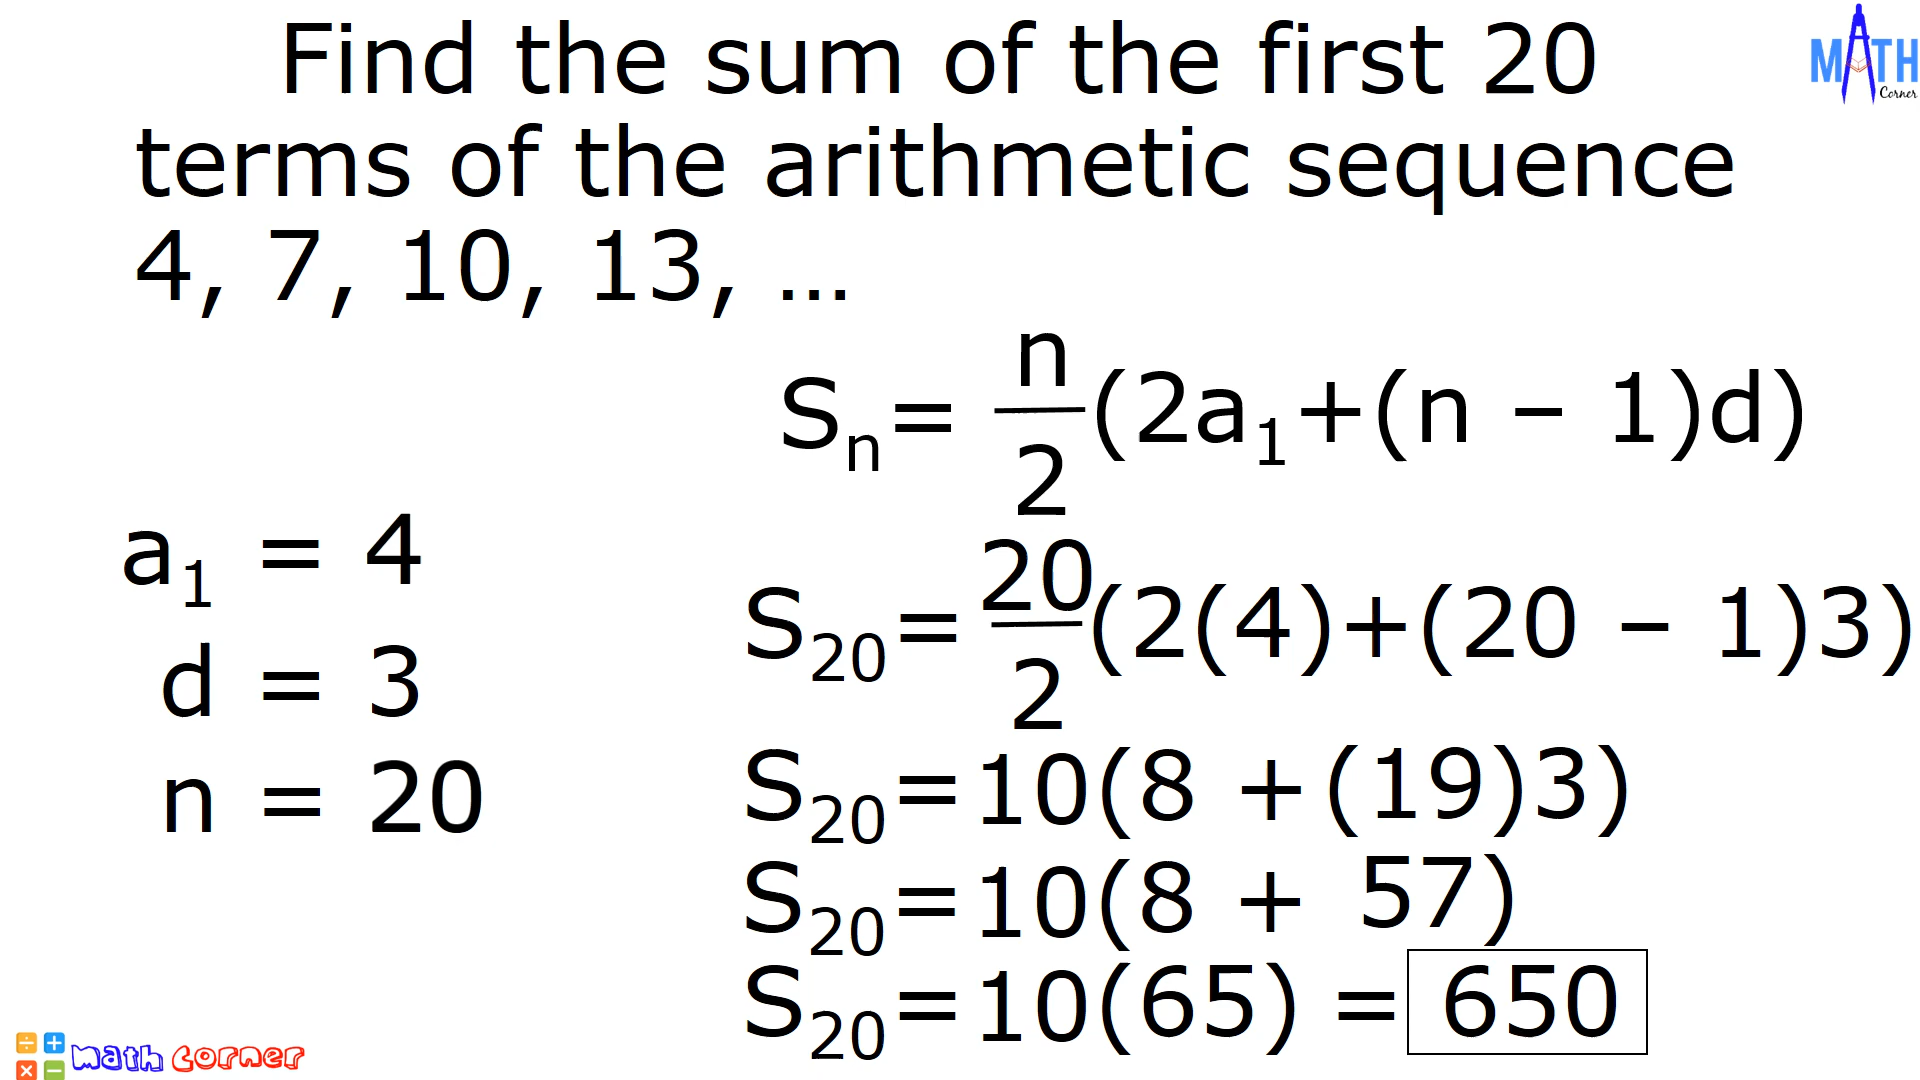 Find the sum of the first 20
terms of the arithmetic sequence
4, 7, 10, 13, ...
MATH
Corner
Sₙ = n/2 (2a₁+(n – 1)d)
a₁ = 4
d = 3
n = 20
S₂₀ = 20/2 (2(4)+(20 – 1)3)
S₂₀ = 10(8 + (19)3)
S₂₀ = 10(8 + 57)
S₂₀ = 10(65) = 650
÷ + × −
Math Corner